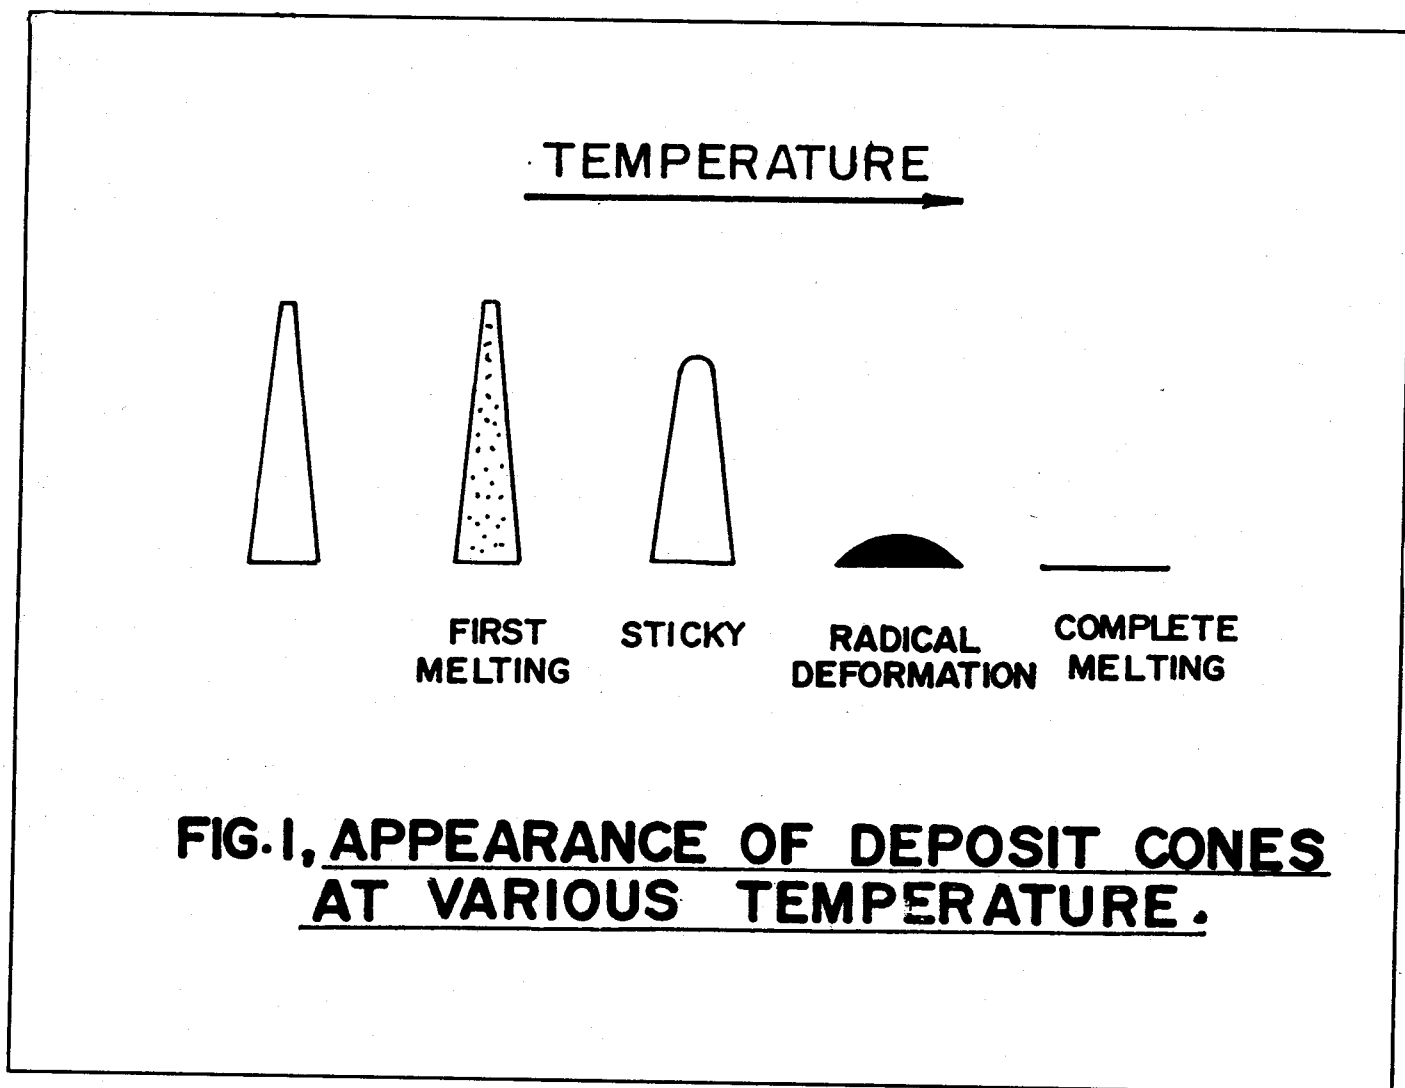 TEMPERATURE
FIRST
MELTING
STICKY
RADICAL
DEFORMATION
COMPLETE
MELTING
FIG.1, APPEARANCE OF DEPOSIT CONES
AT VARIOUS TEMPERATURE.